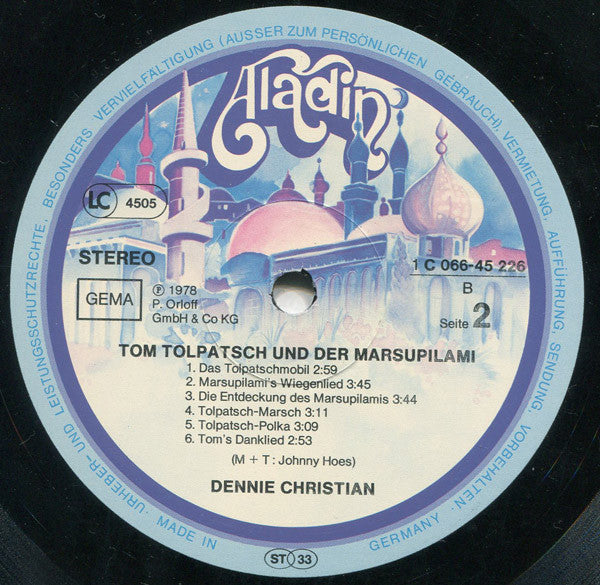 Aladin
LC 4505
STEREO
GEMA
℗ 1978
P. Orloff
GmbH & Co KG
1 C 066-45 226
B
Seite 2
TOM TOLPATSCH UND DER MARSUPILAMI
1. Das Tolpatschmobil 2:59
2. Marsupilami's Wiegenlied 3:45
3. Die Entdeckung des Marsupilamis 3:44
4. Tolpatsch-Marsch 3:11
5. Tolpatsch-Polka 3:09
6. Tom's Danklied 2:53
(M + T: Johnny Hoes)
DENNIE CHRISTIAN
ST 33
URHEBER- UND LEISTUNGSSCHUTZRECHTE, BESONDERS VERVIELFALTIGUNG (AUSSER ZUM PERSÖNLICHEN GEBRAUCH), VERMIETUNG, AUFFÜHRUNG, SENDUNG, VORBEHALTEN.
MADE IN GERMANY